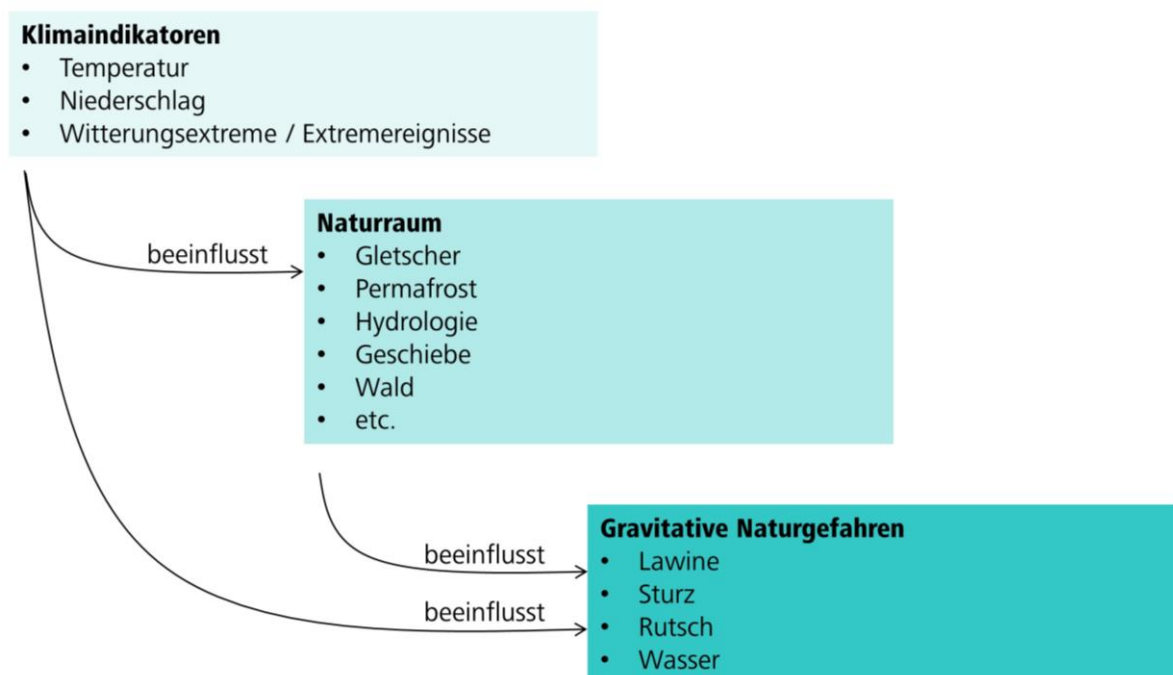 Klimaindikatoren
• Temperatur
• Niederschlag
• Witterungsextreme / Extremereignisse
beeinflusst
Naturraum
• Gletscher
• Permafrost
• Hydrologie
• Geschiebe
• Wald
• etc.
beeinflusst
beeinflusst
Gravitative Naturgefahren
• Lawine
• Sturz
• Rutsch
• Wasser